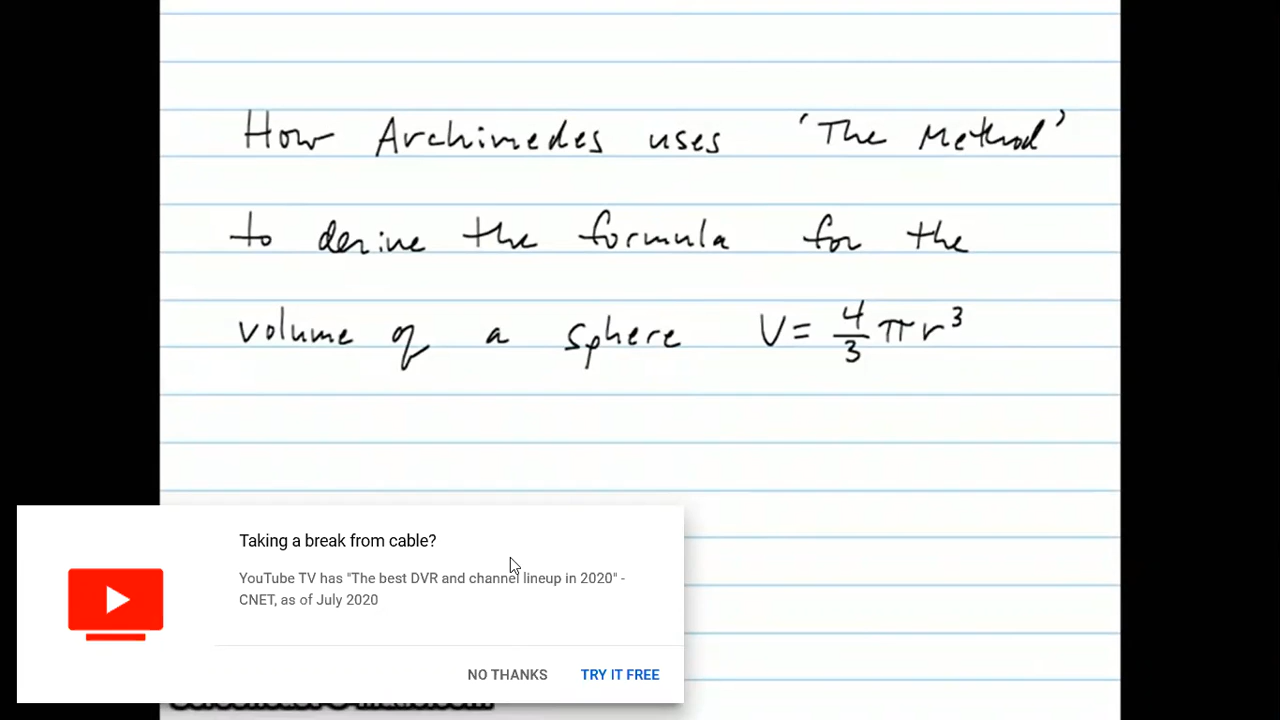 How Archimedes uses 'The Method'
to derive the formula for the
volume of a sphere V = 4/3 πr³
Taking a break from cable?
YouTube TV has "The best DVR and channel lineup in 2020" -
CNET, as of July 2020
NO THANKS TRY IT FREE